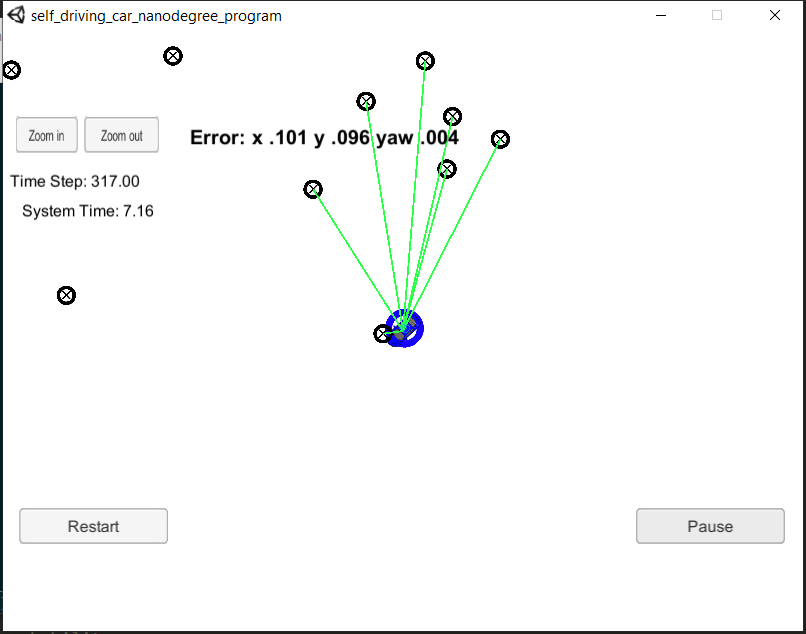 self_driving_car_nanodegree_program
Zoom in
Zoom out
Error: x .101 y .096 yaw .004
Time Step: 317.00
System Time: 7.16
Restart
Pause